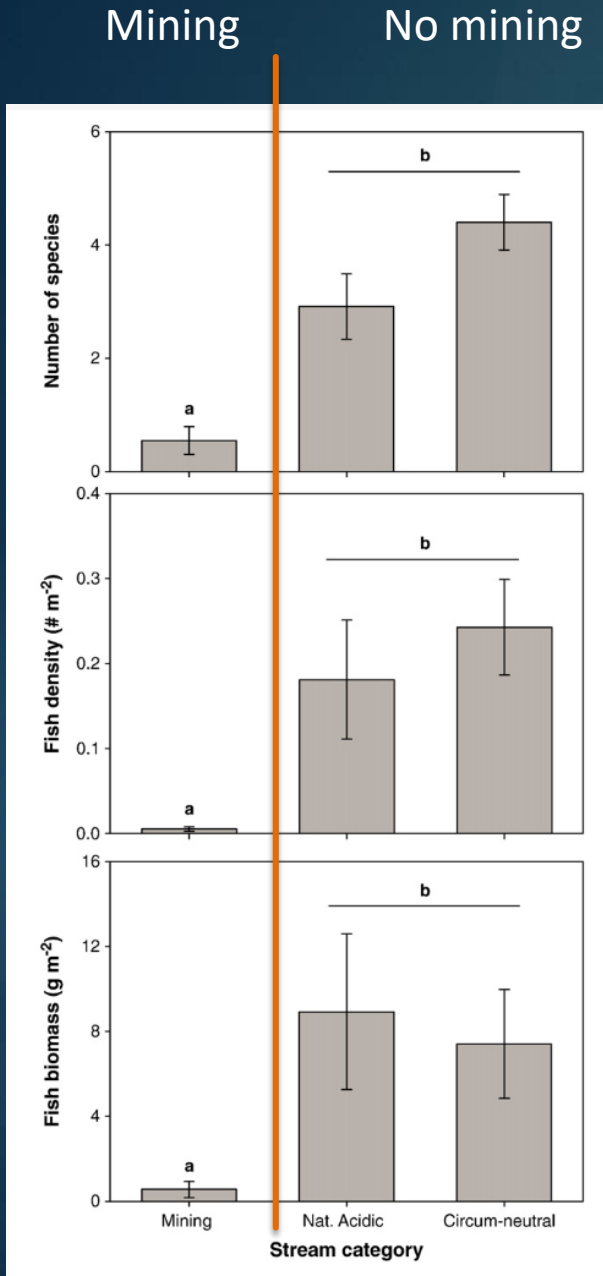 Mining No mining
Number of species
6
4
2
0
a
b
Fish density (# m-2)
0.4
0.3
0.2
0.1
0.0
a
b
Fish biomass (g m-2)
16
12
8
4
0
a
b
Mining Nat. Acidic Circum-neutral
Stream category